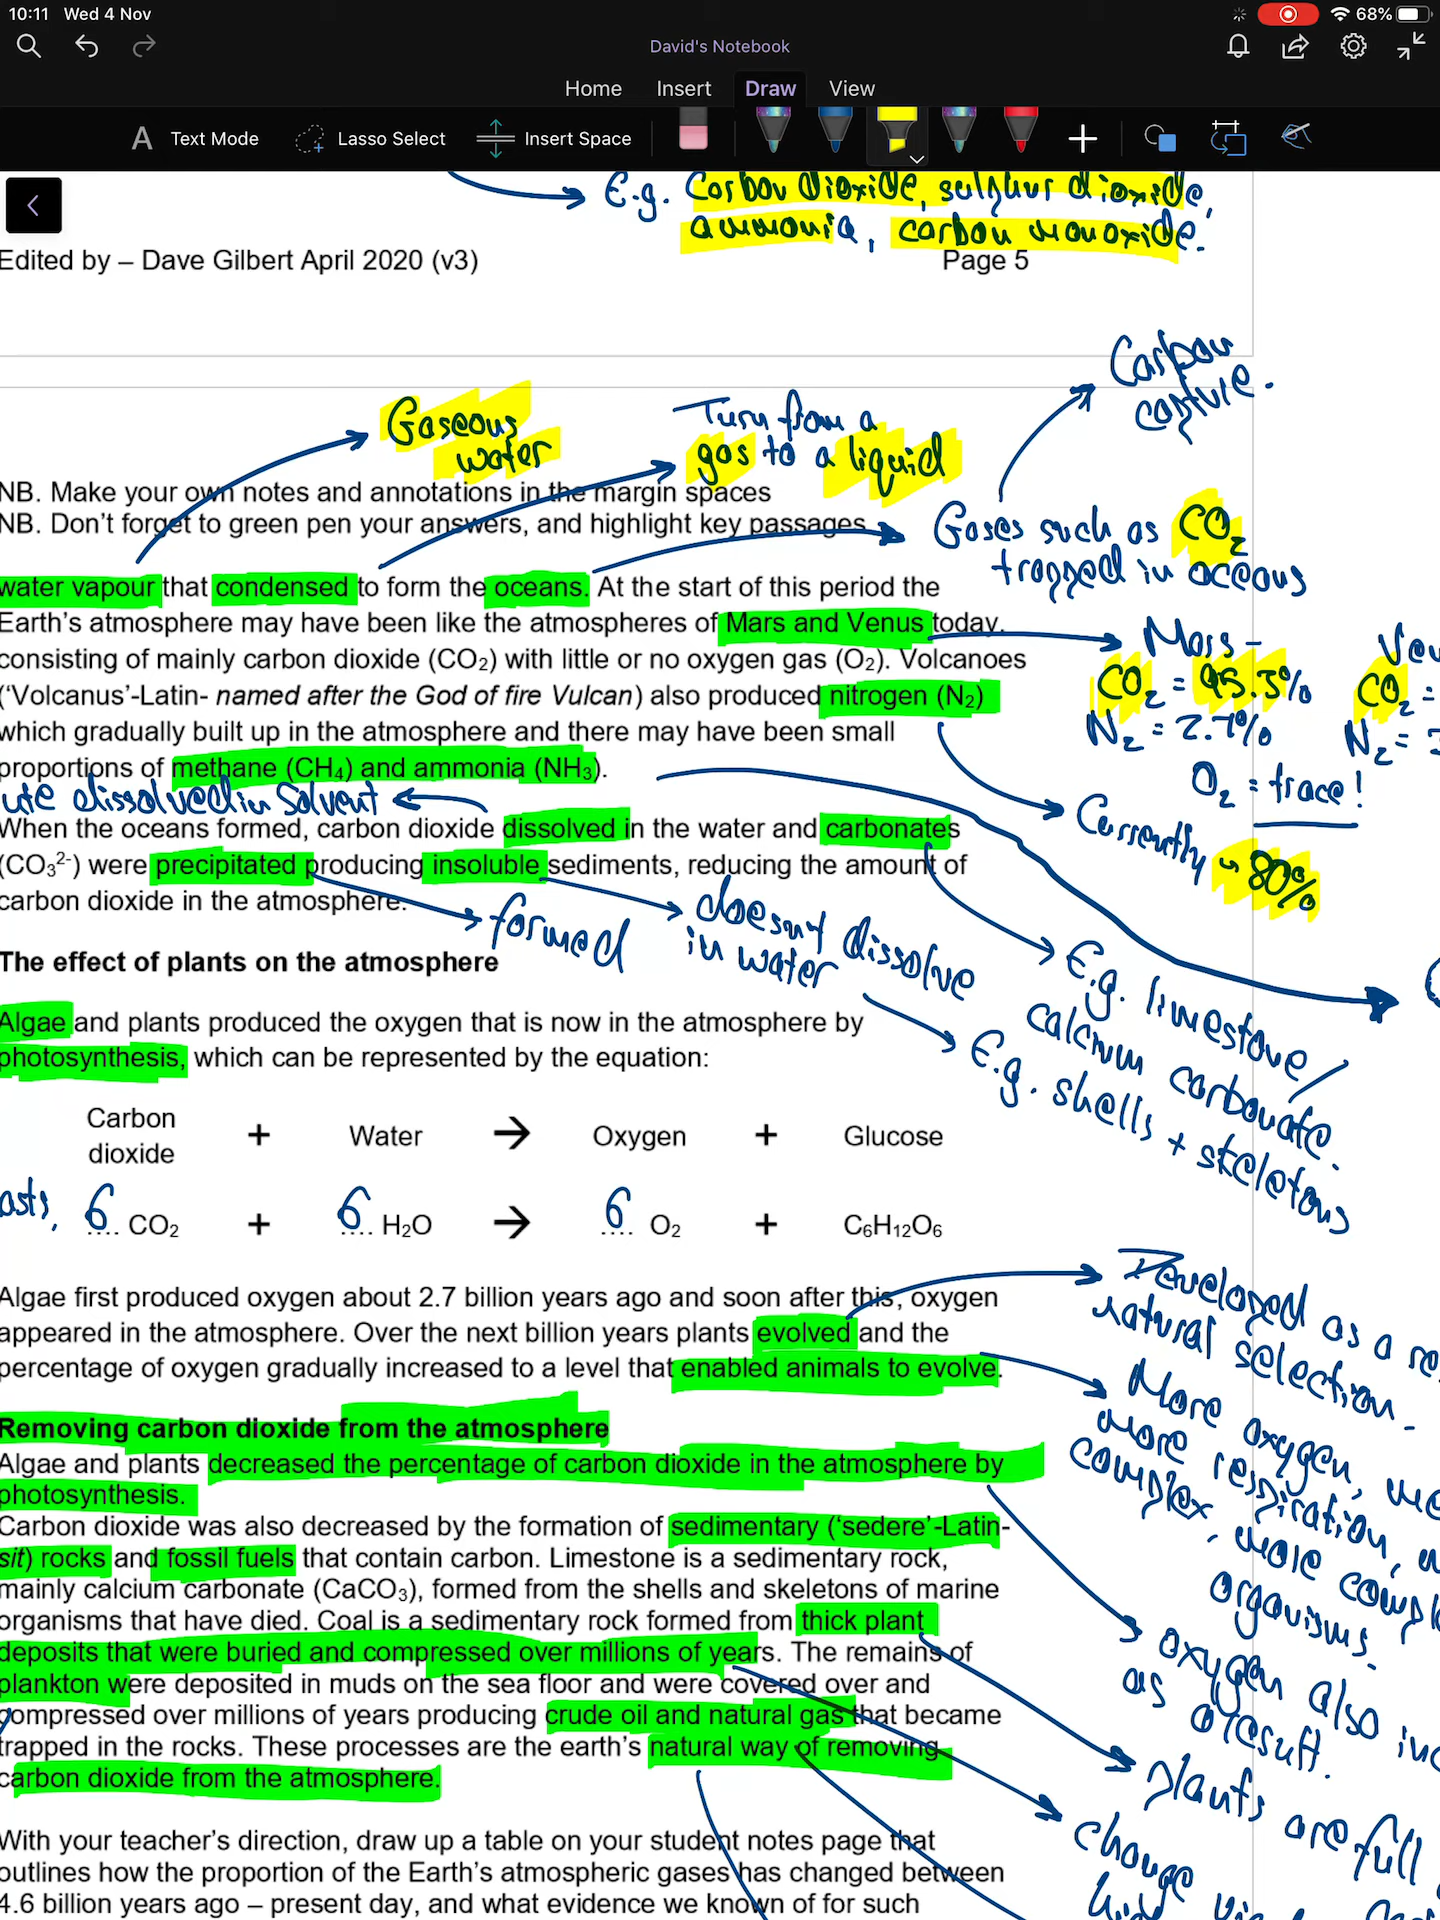 10:11 Wed 4 Nov
68%
David's Notebook
Home Insert Draw View
Text Mode Lasso Select Insert Space
E.g. Carbon dioxide, sulphur dioxide,
ammonia, carbon monoxide.
Edited by – Dave Gilbert April 2020 (v3) Page 5
Carbon
capture.
Gaseous
water
Turn from a
gas to a liquid
NB. Make your own notes and annotations in the margin spaces
NB. Don't forget to green pen your answers, and highlight key passages
Gases such as CO2
trapped in oceans
water vapour that condensed to form the oceans. At the start of this period the
Earth's atmosphere may have been like the atmospheres of Mars and Venus today,
consisting of mainly carbon dioxide (CO2) with little or no oxygen gas (O2). Volcanoes
('Volcanus'-Latin- named after the God of fire Vulcan) also produced nitrogen (N2)
which gradually built up in the atmosphere and there may have been small
proportions of methane (CH4) and ammonia (NH3).
Mars -
CO2 = 95.3%
N2 = 2.7%
O2 = trace!
Ven
CO2 =
N2 =
Currently ~ 80%
ute dissolved in solvent
When the oceans formed, carbon dioxide dissolved in the water and carbonates
(CO3²⁻) were precipitated producing insoluble sediments, reducing the amount of
carbon dioxide in the atmosphere.
formed
doesn't dissolve
in water
E.g. limestone/
calcium carbonate.
E.g. shells + skeletons
The effect of plants on the atmosphere
Algae and plants produced the oxygen that is now in the atmosphere by
photosynthesis, which can be represented by the equation:
Carbon dioxide + Water → Oxygen + Glucose
asts, 6 .... CO2 + 6 .... H2O → 6 .... O2 + C6H12O6
Algae first produced oxygen about 2.7 billion years ago and soon after this, oxygen
appeared in the atmosphere. Over the next billion years plants evolved and the
percentage of oxygen gradually increased to a level that enabled animals to evolve.
Developed as a re
natural selection.
More oxygen, me
more respiration,
complex, more compl
organisms.
Removing carbon dioxide from the atmosphere
Algae and plants decreased the percentage of carbon dioxide in the atmosphere by
photosynthesis.
Carbon dioxide was also decreased by the formation of sedimentary ('sedere'-Latin-
sit) rocks and fossil fuels that contain carbon. Limestone is a sedimentary rock,
mainly calcium carbonate (CaCO3), formed from the shells and skeletons of marine
organisms that have died. Coal is a sedimentary rock formed from thick plant
deposits that were buried and compressed over millions of years. The remains of
plankton were deposited in muds on the sea floor and were covered over and
compressed over millions of years producing crude oil and natural gas that became
trapped in the rocks. These processes are the earth's natural way of removing
carbon dioxide from the atmosphere.
oxygen also inc
as a result.
plants are full
change
With your teacher's direction, draw up a table on your student notes page that
outlines how the proportion of the Earth's atmospheric gases has changed between
4.6 billion years ago – present day, and what evidence we known of for such